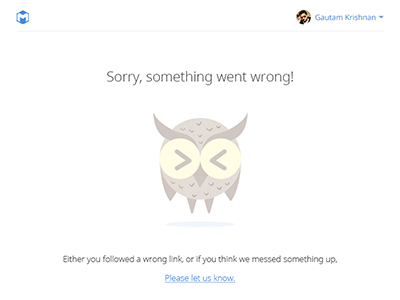 Gautam Krishnan
Sorry, something went wrong!
Either you followed a wrong link, or if you think we messed something up,
Please let us know.